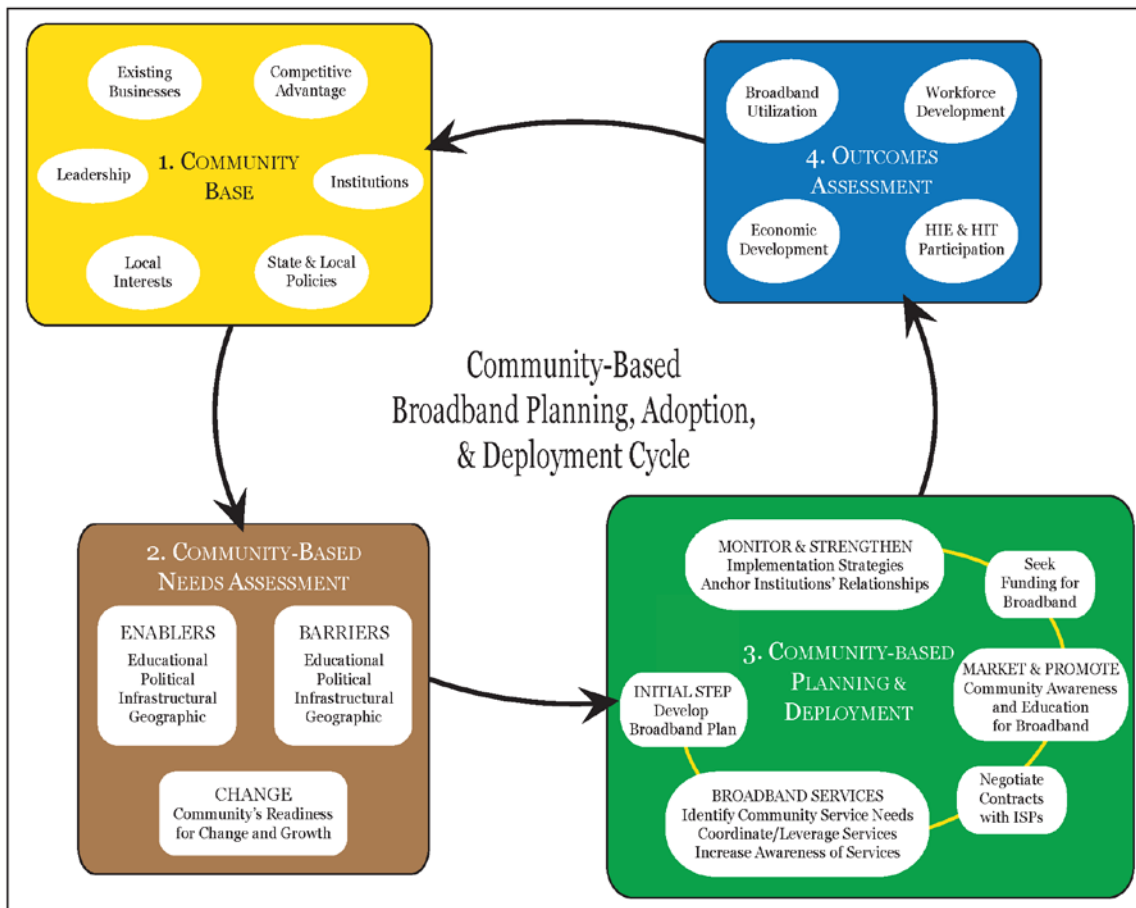 Existing
Businesses
Competitive
Advantage
1. COMMUNITY
BASE
Leadership
Institutions
Local
Interests
State & Local
Policies
Broadband
Utilization
Workforce
Development
4. OUTCOMES
ASSESSMENT
Economic
Development
HIE & HIT
Participation
Community-Based
Broadband Planning, Adoption,
& Deployment Cycle
2. COMMUNITY-BASED
NEEDS ASSESSMENT
ENABLERS
Educational
Political
Infrastructural
Geographic
BARRIERS
Educational
Political
Infrastructural
Geographic
CHANGE
Community's Readiness
for Change and Growth
MONITOR & STRENGTHEN
Implementation Strategies
Anchor Institutions' Relationships
Seek
Funding for
Broadband
3. COMMUNITY-BASED
PLANNING &
DEPLOYMENT
INITIAL STEP
Develop
Broadband Plan
MARKET & PROMOTE
Community Awareness
and Education
for Broadband
BROADBAND SERVICES
Identify Community Service Needs
Coordinate/Leverage Services
Increase Awareness of Services
Negotiate
Contracts
with ISPs